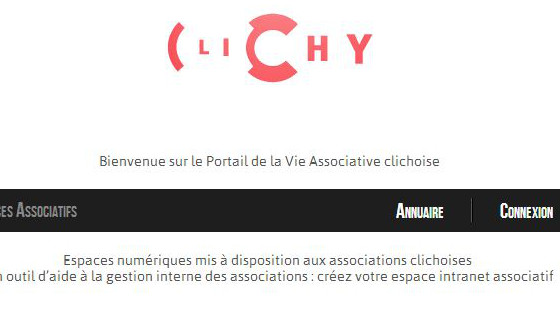 CLICHY
Bienvenue sur le Portail de la Vie Associative clichoise
Associatifs Annuaire Connexion
Espaces numériques mis à disposition aux associations clichoises
outil d’aide à la gestion interne des associations : créez votre espace intranet associatif